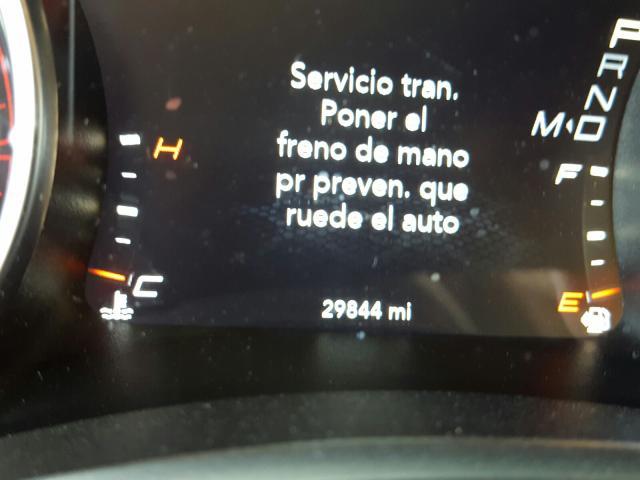 Servicio tran.
Poner el
freno de mano
pr preven. que
ruede el auto
29844 mi
P
R
N
M D
H
C
F
E